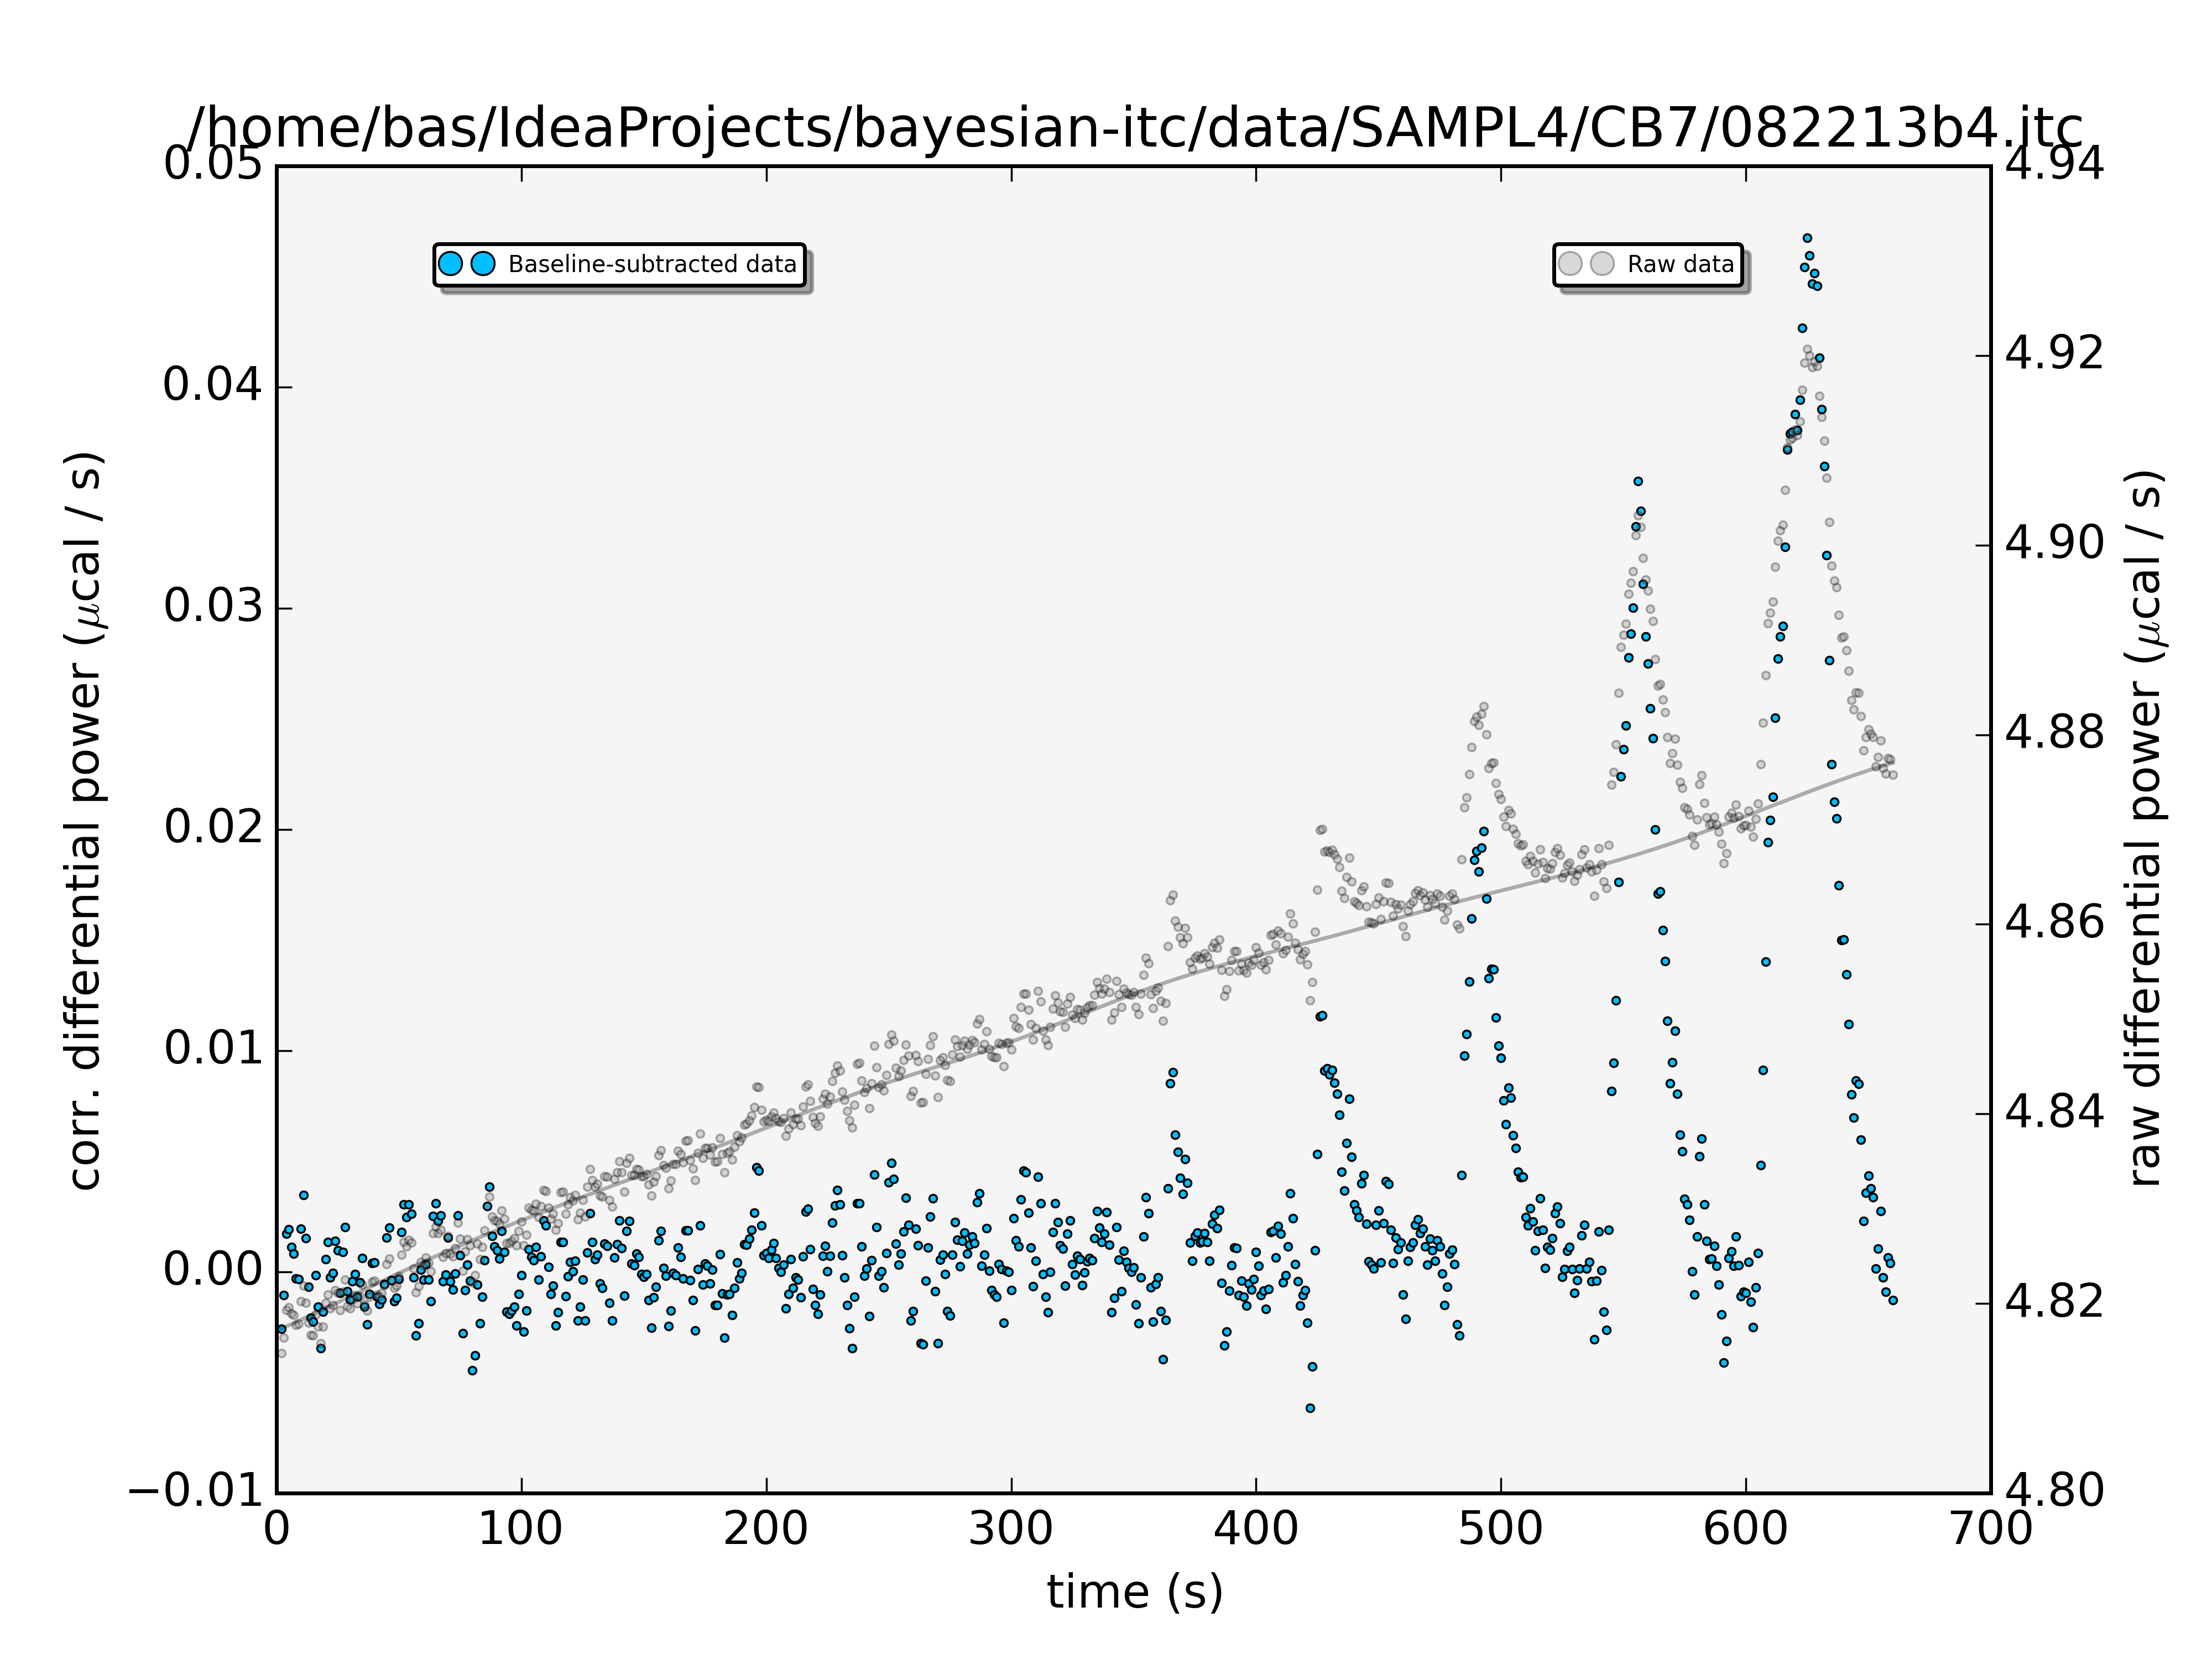 /home/bas/IdeaProjects/bayesian-itc/data/SAMPL4/CB7/082213b4.itc
Baseline-subtracted data
Raw data
corr. differential power (μcal / s)
0.05
0.04
0.03
0.02
0.01
0.00
−0.01
4.94
4.92
4.90
4.88
4.86
4.84
4.82
4.80
raw differential power (μcal / s)
0 100 200 300 400 500 600 700
time (s)